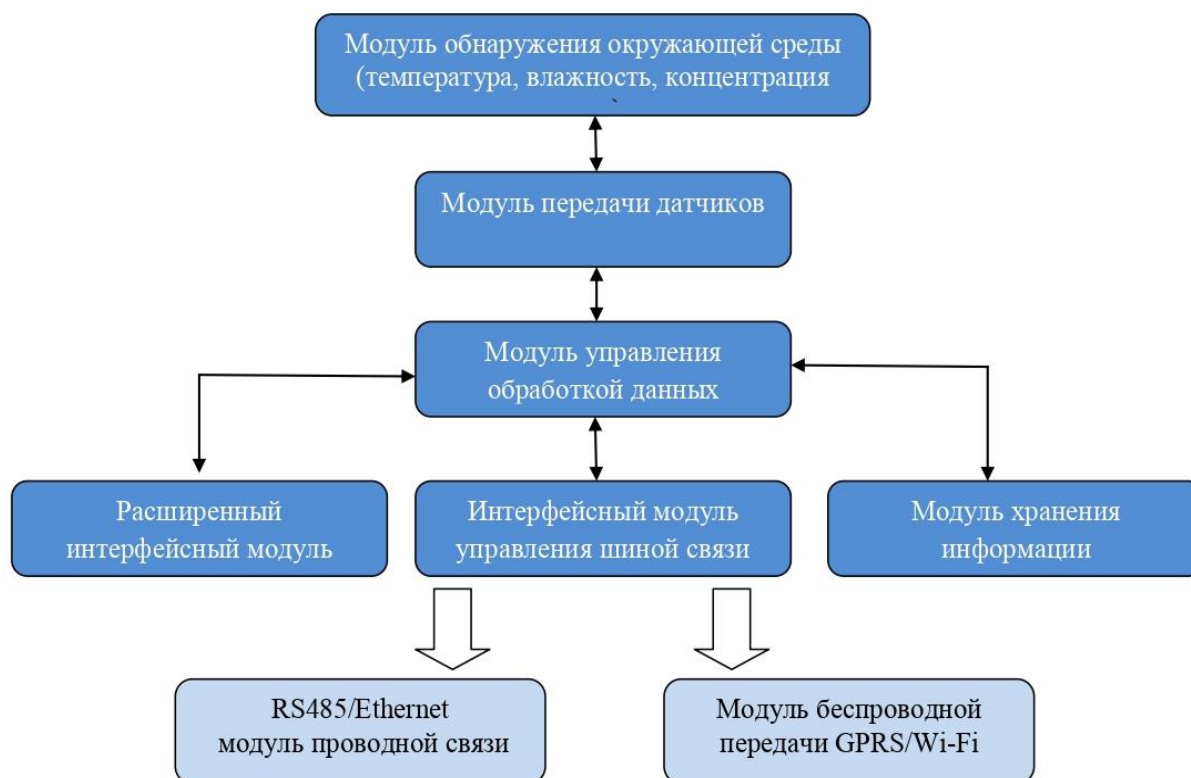 Модуль обнаружения окружающей среды
(температура, влажность, концентрация
Модуль передачи датчиков
Модуль управления
обработкой данных
Расширенный
интерфейсный модуль
Интерфейсный модуль
управления шиной связи
Модуль хранения
информации
RS485/Ethernet
модуль проводной связи
Модуль беспроводной
передачи GPRS/Wi-Fi